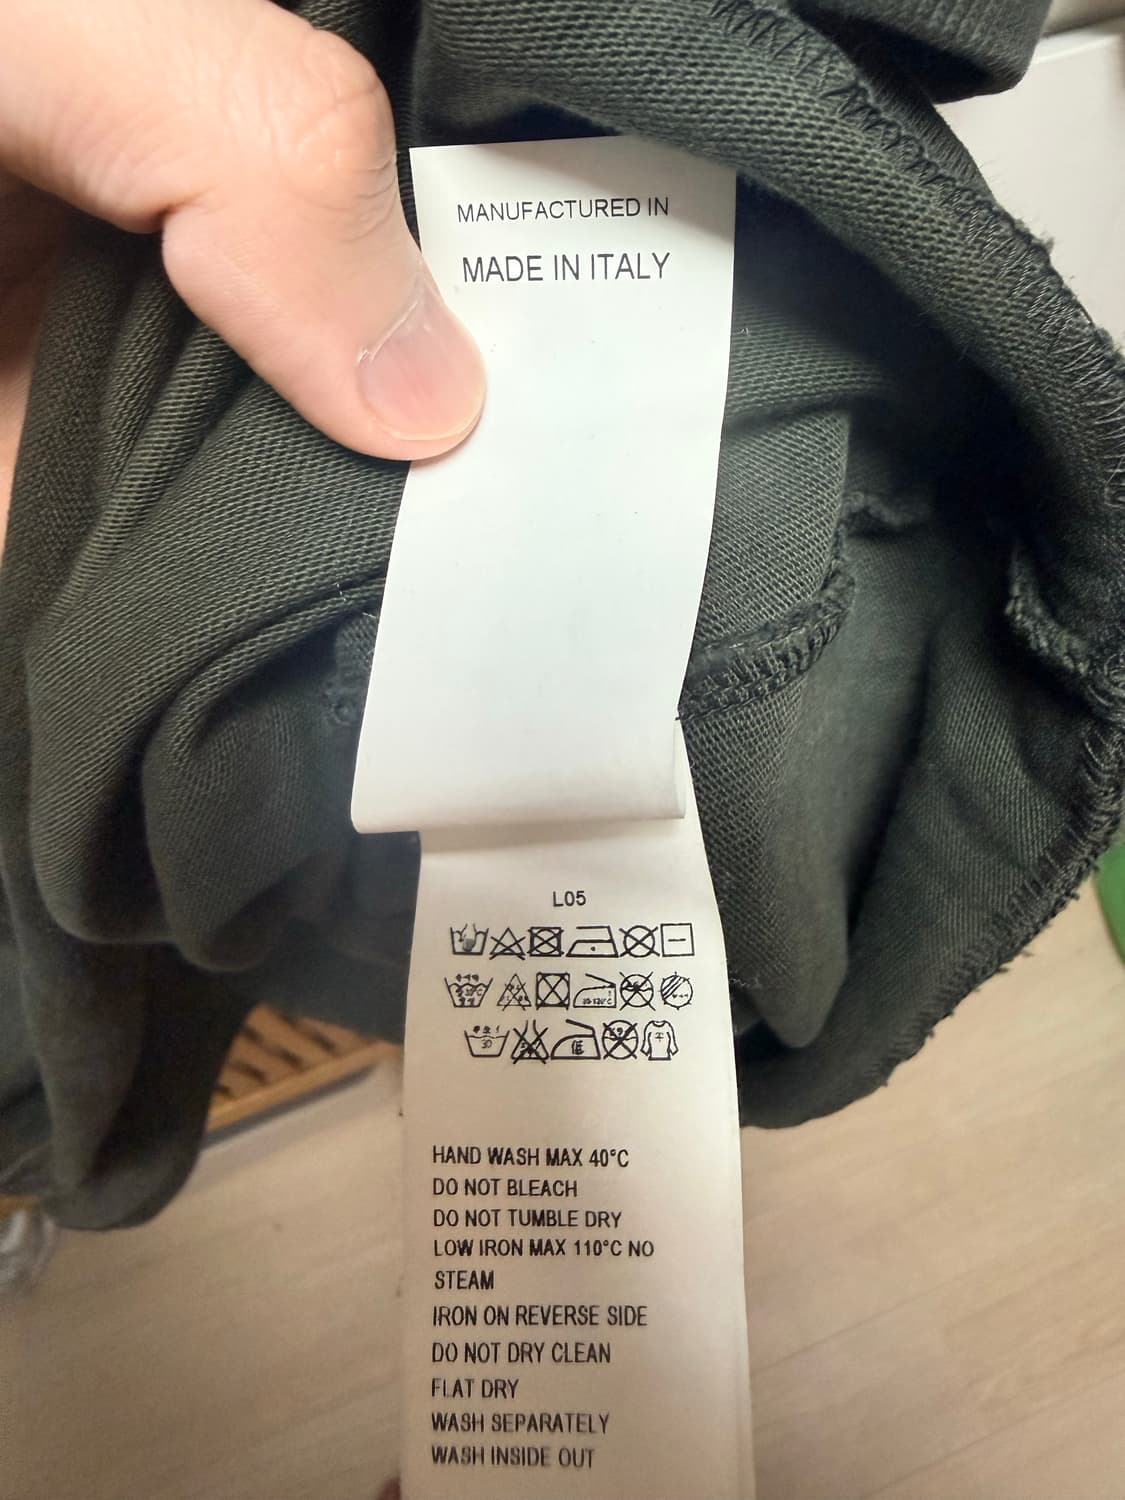 MANUFACTURED IN
MADE IN ITALY
L05
HAND WASH MAX 40°C
DO NOT BLEACH
DO NOT TUMBLE DRY
LOW IRON MAX 110°C NO
STEAM
IRON ON REVERSE SIDE
DO NOT DRY CLEAN
FLAT DRY
WASH SEPARATELY
WASH INSIDE OUT